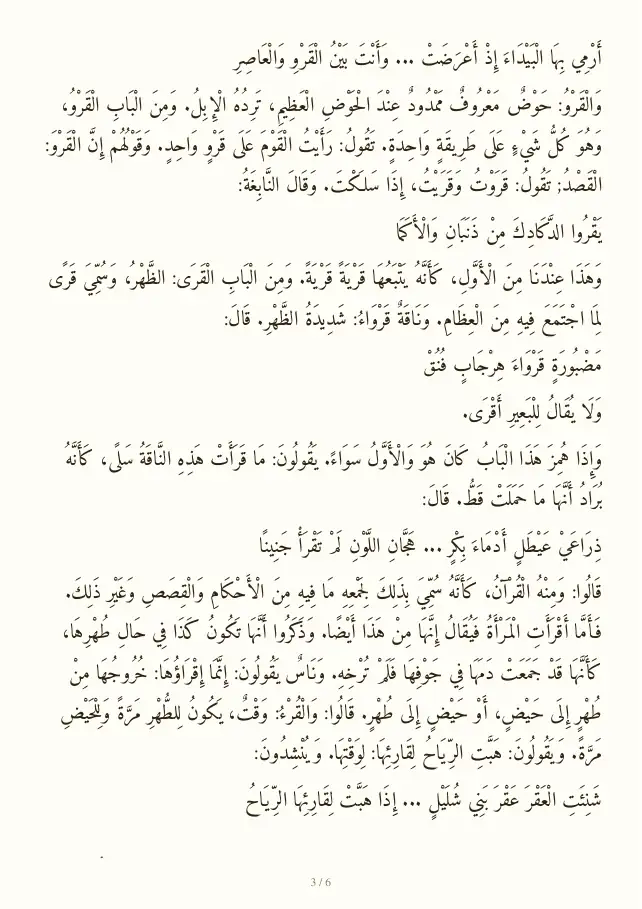 أَرْمِي بِهَا الْبَيْدَاءَ إِذْ أَعْرَضَتْ ... وَأَنْتَ بَيْنُ الْقَرْوِ وَالْعَاصِرِ
وَالْقَرْوُ: حَوْضٌ مَعْرُوفٌ مَمْدُودٌ عِنْدَ الْحَوْضِ الْعَظِيمِ، تَرِدُهُ الْإِبِلُ. وَمِنَ الْبَابِ الْقَرْوُ،
وَهُوَ كُلُّ شَيْءٍ عَلَى طَرِيقَةٍ وَاحِدَةٍ. تَقُولُ: رَأَيْتُ الْقَوْمَ عَلَى قَرْوٍ وَاحِدٍ. وَقَوْلُهُمْ إِنَّ الْقَرْوَ:
الْقَصْدُ; تَقُولُ: قَرَوْتُ وَقَرَيْتُ، إِذَا سَلَكْتَ. وَقَالَ النَّابِغَةُ:
يَقْرُوا الدَّكَادِكَ مِنْ ذَنَبَانِ وَالْأَكَمَا
وَهَذَا عِنْدَنَا مِنَ الْأَوَّلِ، كَأَنَّهُ يَتْبَعُهَا قَرْيَةً قَرْيَةً. وَمِنَ الْبَابِ الْقَرَى: الظَّهْرُ، وَسُمِّيَ قَرًى
لِمَا اجْتَمَعَ فِيهِ مِنَ الْعِظَامِ. وَنَاقَةٌ قَرْوَاءُ: شَدِيدَةُ الظَّهْرِ. قَالَ:
مَضْبُورَةٍ قَرْوَاءَ هِرْجَابٍ فُنُقْ
وَلَا يُقَالُ لِلْبَعِيرِ أَقْرَى.
وَإِذَا هُمِزَ هَذَا الْبَابُ كَانَ هُوَ وَالْأَوَّلُ سَوَاءً. يَقُولُونَ: مَا قَرَأَتْ هَذِهِ النَّاقَةُ سَلًى، كَأَنَّهُ
يُرَادُ أَنَّهَا مَا حَمَلَتْ قَطُّ. قَالَ:
ذِرَاعَيْ عَيْطَلٍ أَدْمَاءَ بِكْرٍ ... هَجَّانِ اللَّوْنِ لَمْ تَقْرَأْ جَنِينًا
قَالُوا: وَمِنْهُ الْقُرْآنُ، كَأَنَّهُ سُمِّيَ بِذَلِكَ لِجَمْعِهِ مَا فِيهِ مِنَ الْأَحْكَامِ وَالْقِصَصِ وَغَيْرِ ذَلِكَ.
فَأَمَّا أَقْرَأَتِ الْمَرْأَةُ فَيُقَالُ إِنَّهَا مِنْ هَذَا أَيْضًا. وَذَكَرُوا أَنَّهَا تَكُونُ كَذَا فِي حَالِ طُهْرِهَا،
كَأَنَّهَا قَدْ جَمَعَتْ دَمَهَا فِي جَوْفِهَا فَلَمْ تُرْخِهِ. وَنَاسٌ يَقُولُونَ: إِنَّمَا إِقْرَاؤُهَا: خُرُوجُهَا مِنْ
طُهْرٍ إِلَى حَيْضٍ، أَوْ حَيْضٍ إِلَى طُهْرٍ. قَالُوا: وَالْقُرْءُ: وَقْتٌ، يَكُونُ لِلطُّهْرِ مَرَّةً وَلِلْحَيْضِ
مَرَّةً. وَيَقُولُونَ: هَبَّتِ الرِّيَاحُ لِقَارِئِهَا: لِوَقْتِهَا. وَيُنْشِدُونَ:
شَنِئَتِ الْعَقْرَ عَقْرَ بَنِي شُلَيْلٍ ... إِذَا هَبَّتْ لِقَارِئِهَا الرِّيَاحُ
3 / 6